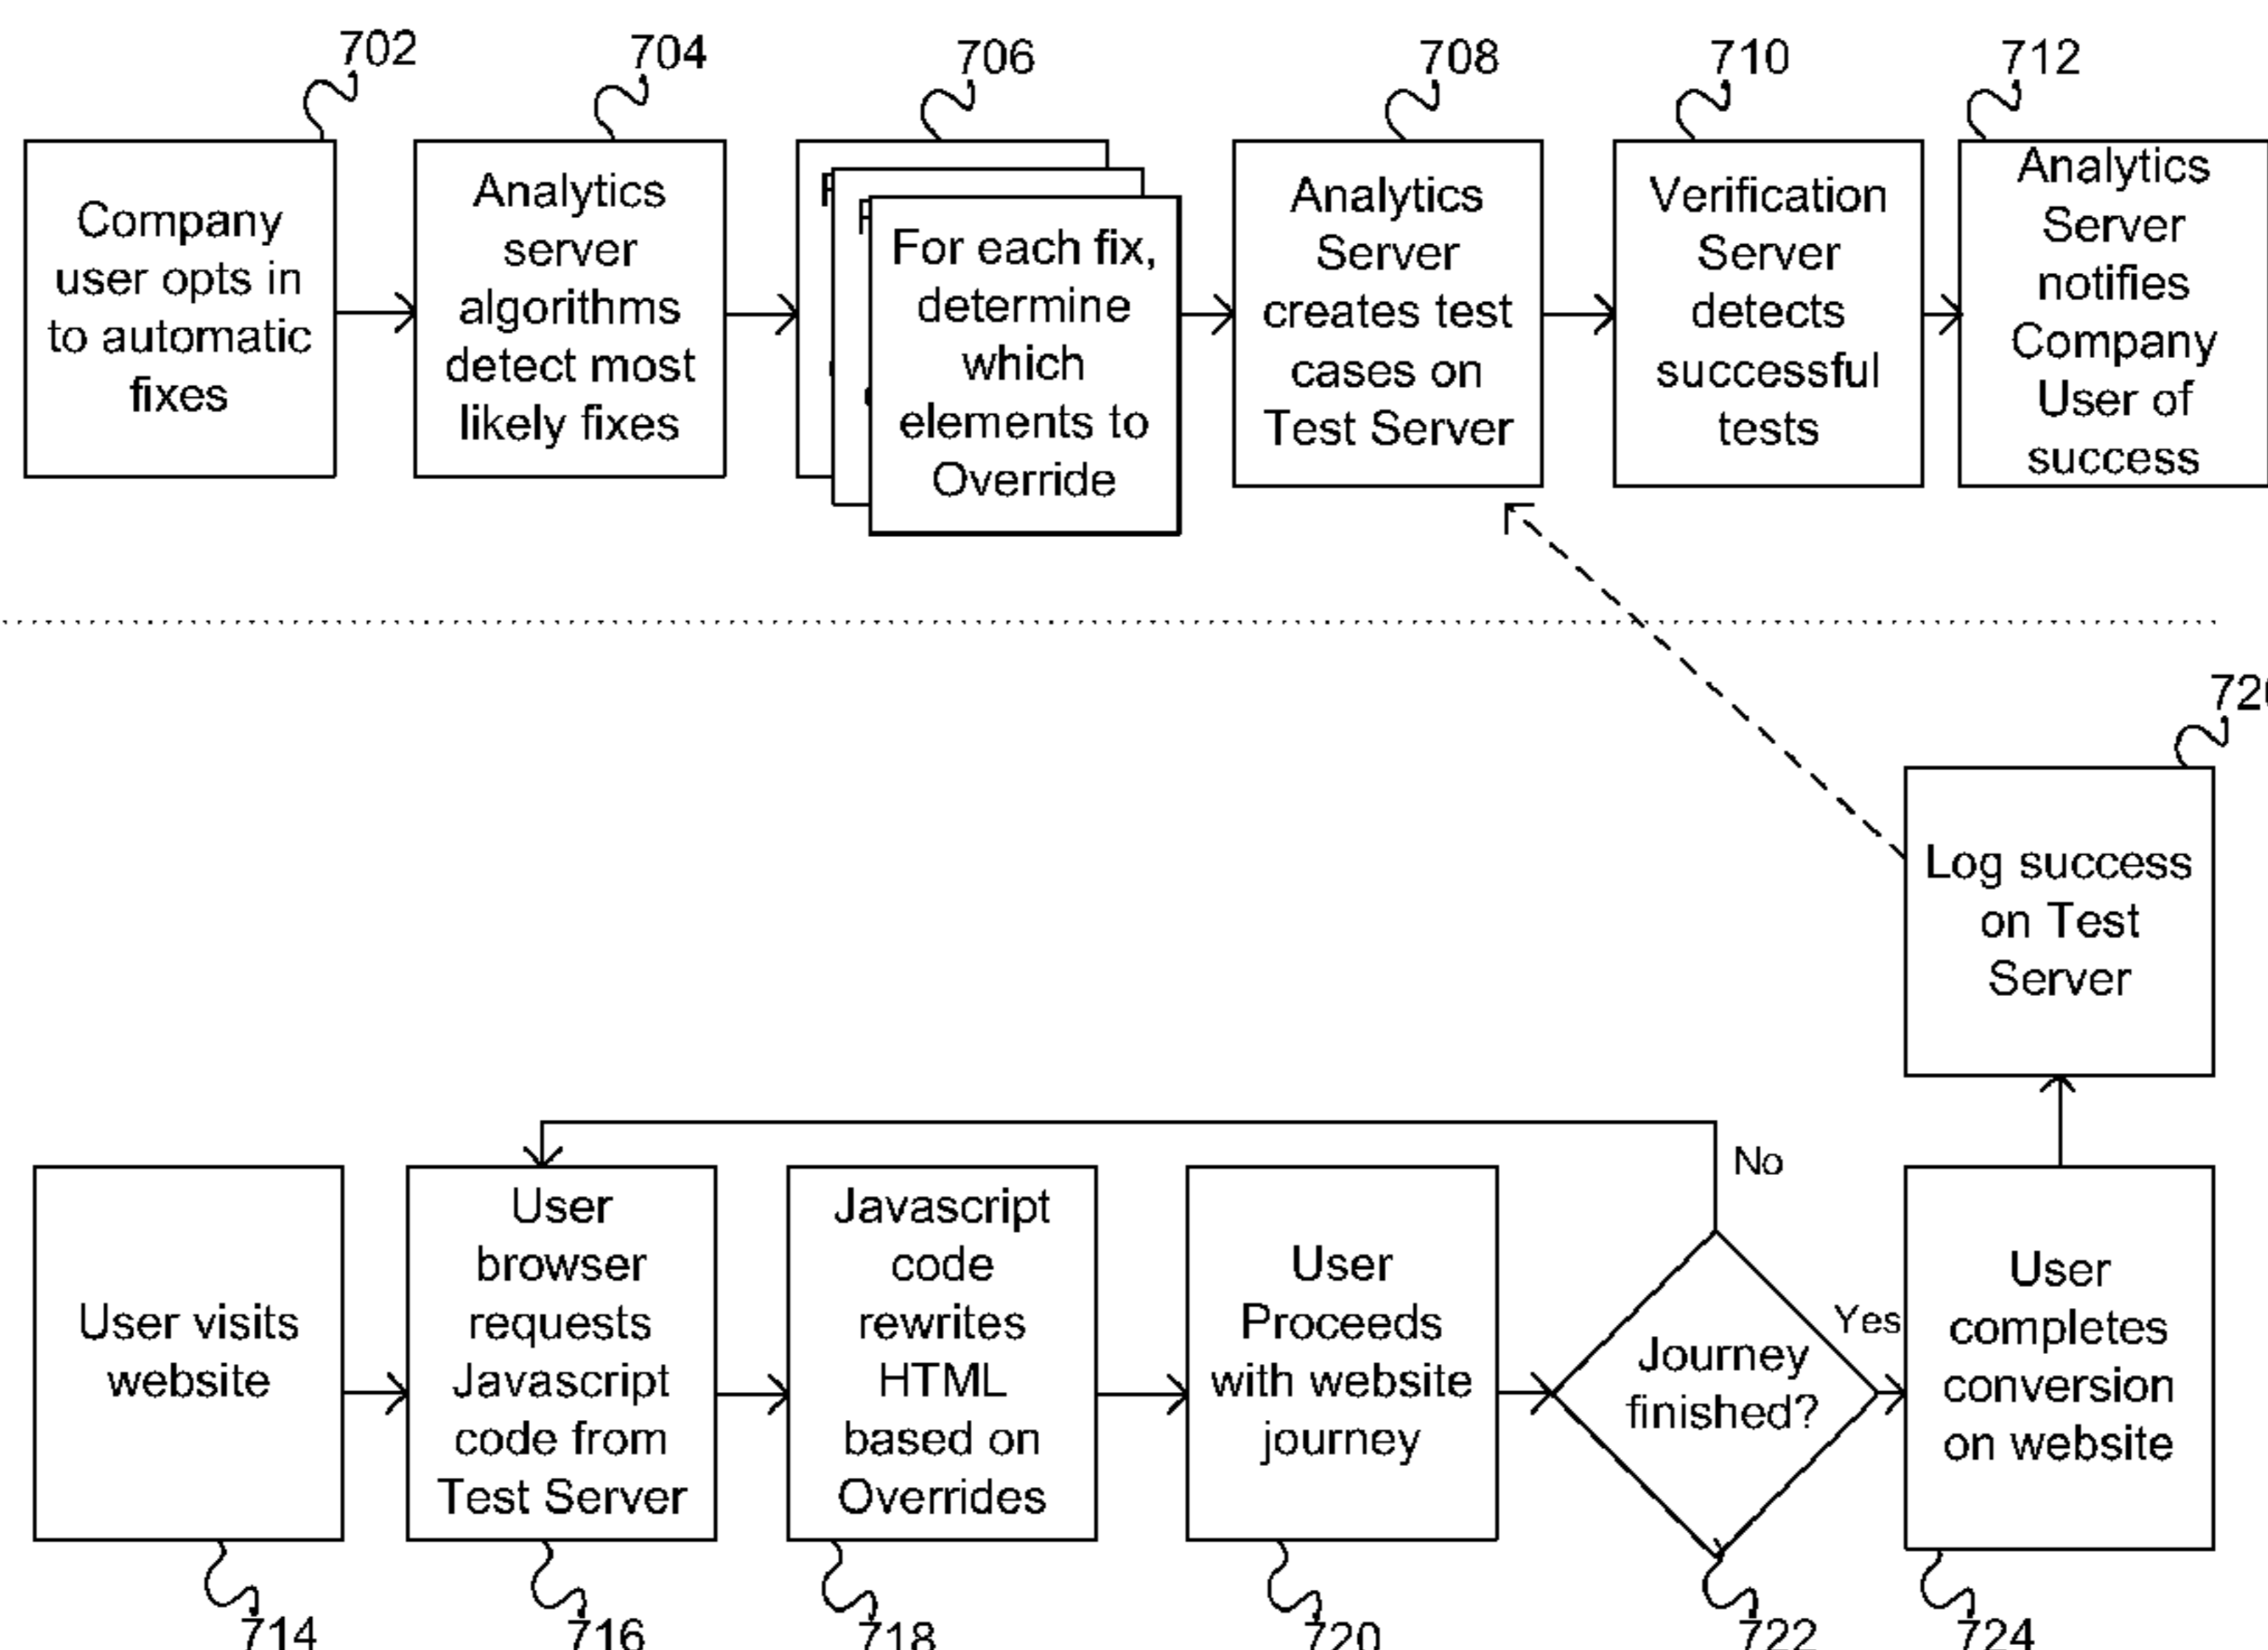 702
704
706
708
710
712
Company
user opts in
to automatic
fixes
Analytics
server
algorithms
detect most
likely fixes
For each fix,
determine
which
elements to
Override
Analytics
Server
creates test
cases on
Test Server
Verification
Server
detects
successful
tests
Analytics
Server
notifies
Company
User of
success
Log success
on Test
Server
No
Yes
User visits
website
User
browser
requests
Javascript
code from
Test Server
Javascript
code
rewrites
HTML
based on
Overrides
User
Proceeds
with website
journey
Journey
finished?
User
completes
conversion
on website
714
716
718
720
722
724